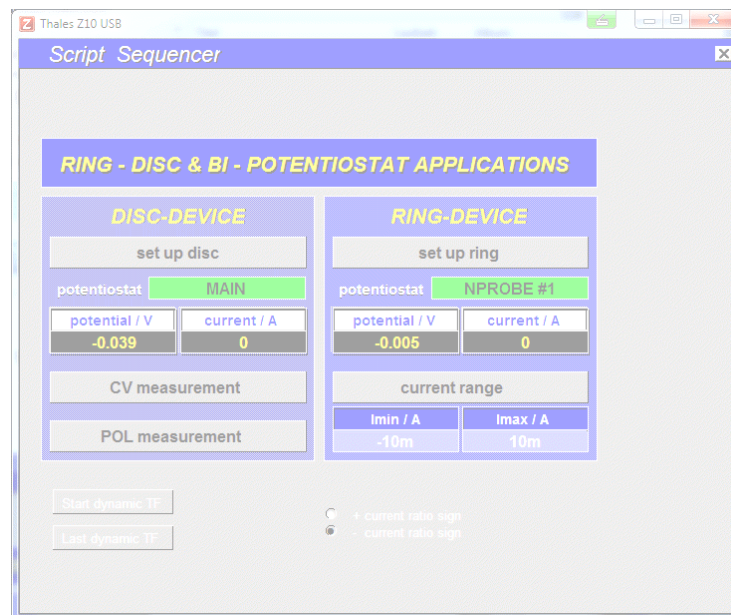 Thales Z10 USB
Script Sequencer
RING - DISC & BI - POTENTIOSTAT APPLICATIONS
DISC-DEVICE
set up disc
potentiostat MAIN
potential / V current / A
-0.039 0
CV measurement
POL measurement
RING-DEVICE
set up ring
potentiostat NPROBE #1
potential / V current / A
-0.005 0
current range
Imin / A Imax / A
-10m 10m
Start dynamic TF
Last dynamic TF
+ current ratio sign
- current ratio sign